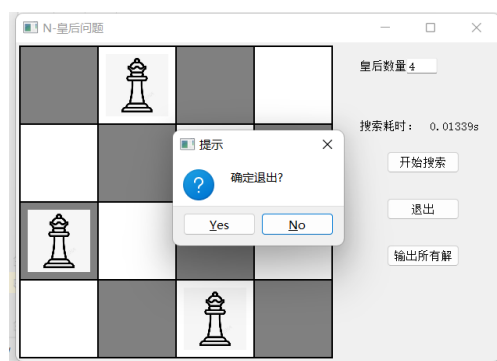 N-皇后问题
皇后数量 4
搜索耗时： 0.01339s
提示
确定退出?
Yes
No
开始搜索
退出
输出所有解